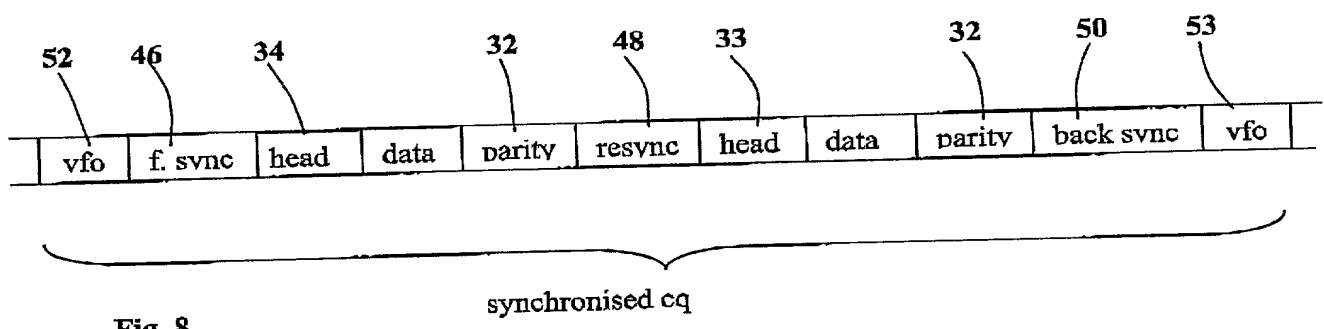 52 46 34 32 48 33 32 50 53
vfo f. sync head data parity resync head data parity back sync vfo
synchronised cq
Fig. 8